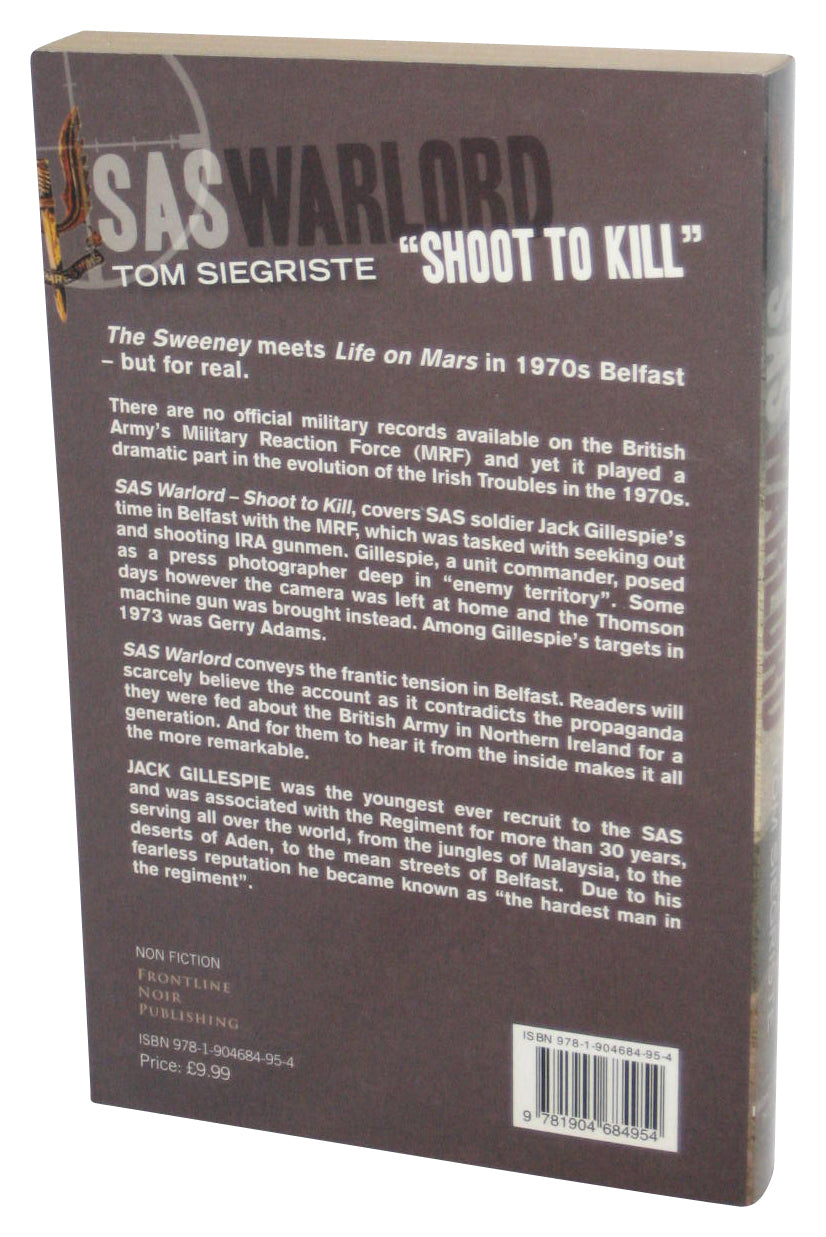 SAS WARLORD
TOM SIEGRISTE "SHOOT TO KILL"
The Sweeney meets Life on Mars in 1970s Belfast
– but for real.
There are no official military records available on the British
Army's Military Reaction Force (MRF) and yet it played a
dramatic part in the evolution of the Irish Troubles in the 1970s.
SAS Warlord – Shoot to Kill, covers SAS soldier Jack Gillespie's
time in Belfast with the MRF, which was tasked with seeking out
and shooting IRA gunmen. Gillespie, a unit commander, posed
as a press photographer deep in "enemy territory". Some
days however the camera was left at home and the Thomson
machine gun was brought instead. Among Gillespie's targets in
1973 was Gerry Adams.
SAS Warlord conveys the frantic tension in Belfast. Readers will
scarcely believe the account as it contradicts the propaganda
they were fed about the British Army in Northern Ireland for a
generation. And for them to hear it from the inside makes it all
the more remarkable.
JACK GILLESPIE was the youngest ever recruit to the SAS
and was associated with the Regiment for more than 30 years,
serving all over the world, from the jungles of Malaysia, to the
deserts of Aden, to the mean streets of Belfast. Due to his
fearless reputation he became known as "the hardest man in
the regiment".
NON FICTION
FRONTLINE
NOIR
PUBLISHING
ISBN 978-1-904684-95-4
Price: £9.99
ISBN 978-1-904684-95-4
9 781904 684954
SAS WARLORD TOM SIEGRISTE